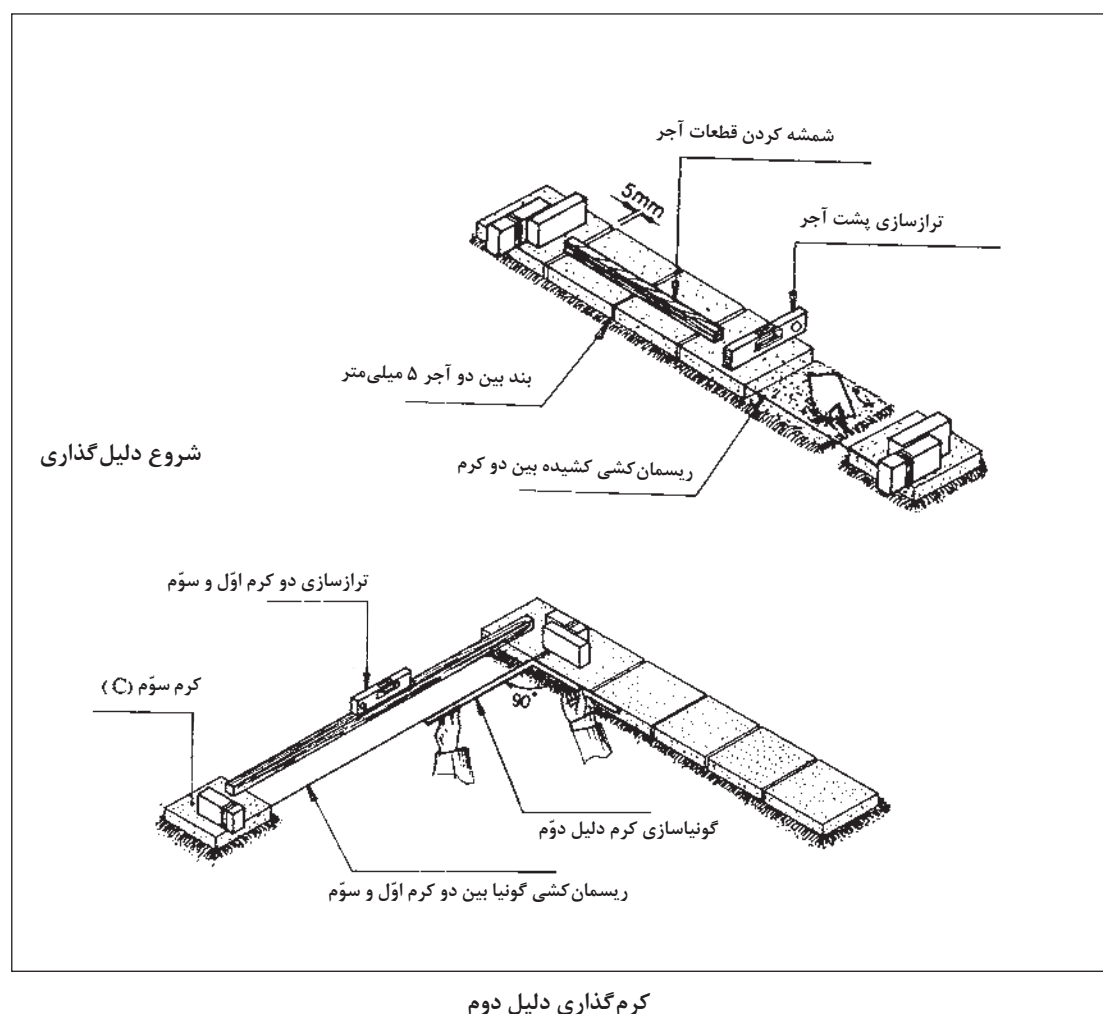 شمشه کردن قطعات آجر
5mm
ترازسازی پشت آجر
بند بین دو آجر ۵ میلی‌متر
ریسمان‌کشی کشیده بین دو کرم
شروع دلیل‌گذاری
ترازسازی دو کرم اوّل و سوّم
کرم سوّم (C)
90°
گونیاسازی کرم دلیل دوّم
ریسمان‌کشی گونیا بین دو کرم اوّل و سوّم
کرم‌گذاری دلیل دوم